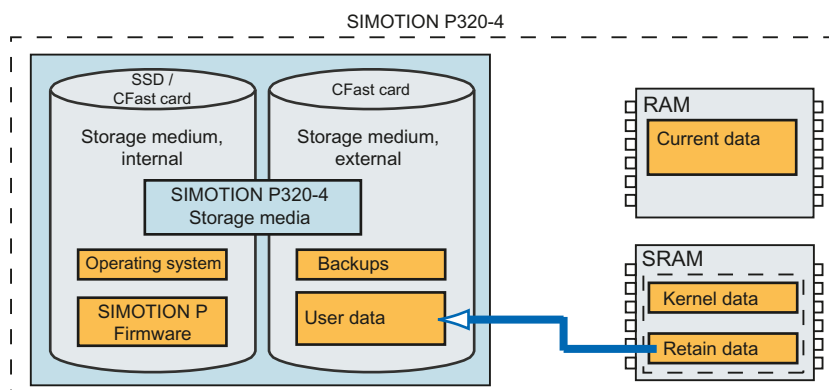 SIMOTION P320-4
SSD /
CFast card
Storage medium,
internal
CFast card
Storage medium,
external
SIMOTION P320-4
Storage media
Operating system
SIMOTION P
Firmware
Backups
User data
RAM
Current data
SRAM
Kernel data
Retain data